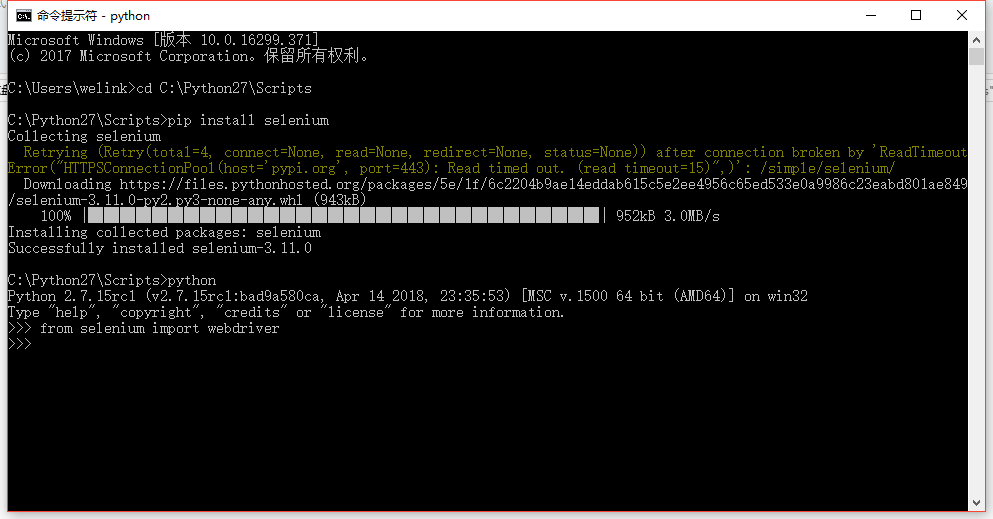 命令提示符 - python
Microsoft Windows [版本 10.0.16299.371]
(c) 2017 Microsoft Corporation。保留所有权利。
C:\Users\welink>cd C:\Python27\Scripts
C:\Python27\Scripts>pip install selenium
Collecting selenium
  Retrying (Retry(total=4, connect=None, read=None, redirect=None, status=None)) after connection broken by 'ReadTimeout
Error("HTTPSConnectionPool(host='pypi.org', port=443): Read timed out. (read timeout=15)",)': /simple/selenium/
  Downloading https://files.pythonhosted.org/packages/5e/1f/6c2204b9ae14eddab615c5e2ee4956c65ed533e0a9986c23eabd801ae849
/selenium-3.11.0-py2.py3-none-any.whl (943kB)
    100% || 952kB 3.0MB/s
Installing collected packages: selenium
Successfully installed selenium-3.11.0
C:\Python27\Scripts>python
Python 2.7.15rc1 (v2.7.15rc1:bad9a580ca, Apr 14 2018, 23:35:53) [MSC v.1500 64 bit (AMD64)] on win32
Type "help", "copyright", "credits" or "license" for more information.
>>> from selenium import webdriver
>>>